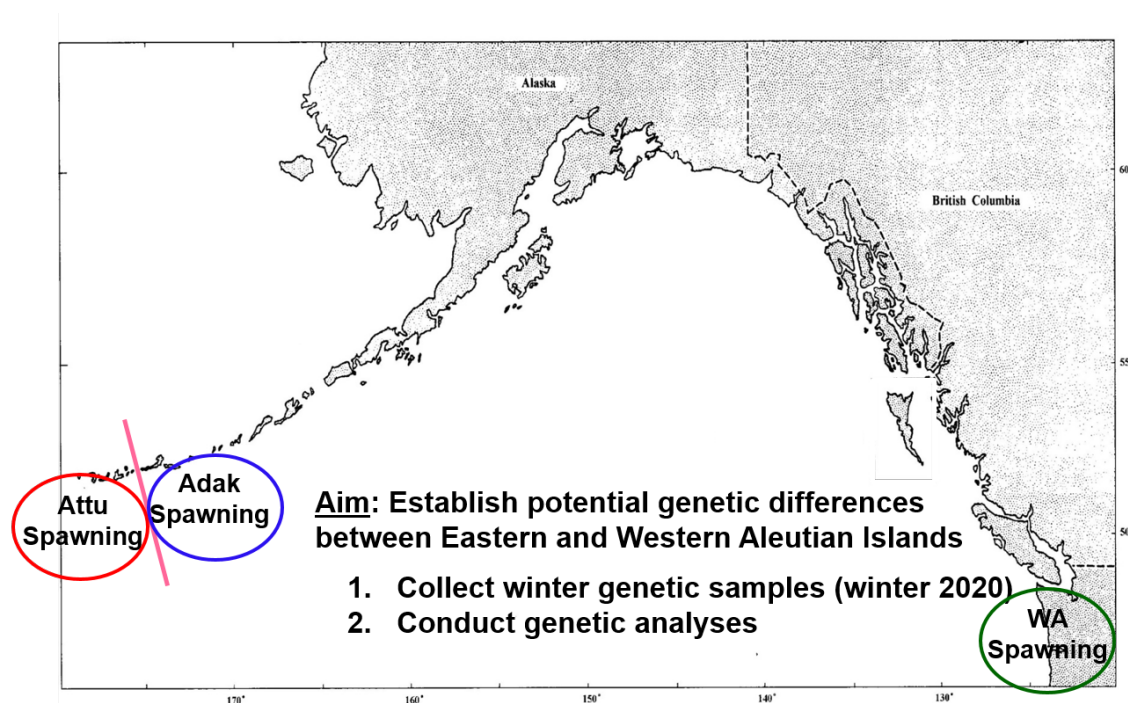 Alaska
60
British Columbia
55
Attu
Spawning
Adak
Spawning
Aim: Establish potential genetic differences
between Eastern and Western Aleutian Islands
50
1. Collect winter genetic samples (winter 2020)
2. Conduct genetic analyses
WA
Spawning
170°
160°
150°
140°
130°